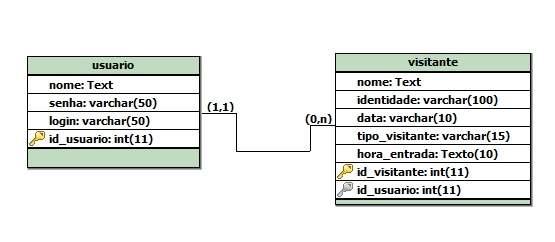 usuario
nome: Text
senha: varchar(50)
login: varchar(50)
id_usuario: int(11)
(1,1)
(0,n)
visitante
nome: Text
identidade: varchar(100)
data: varchar(10)
tipo_visitante: varchar(15)
hora_entrada: Texto(10)
id_visitante: int(11)
id_usuario: int(11)